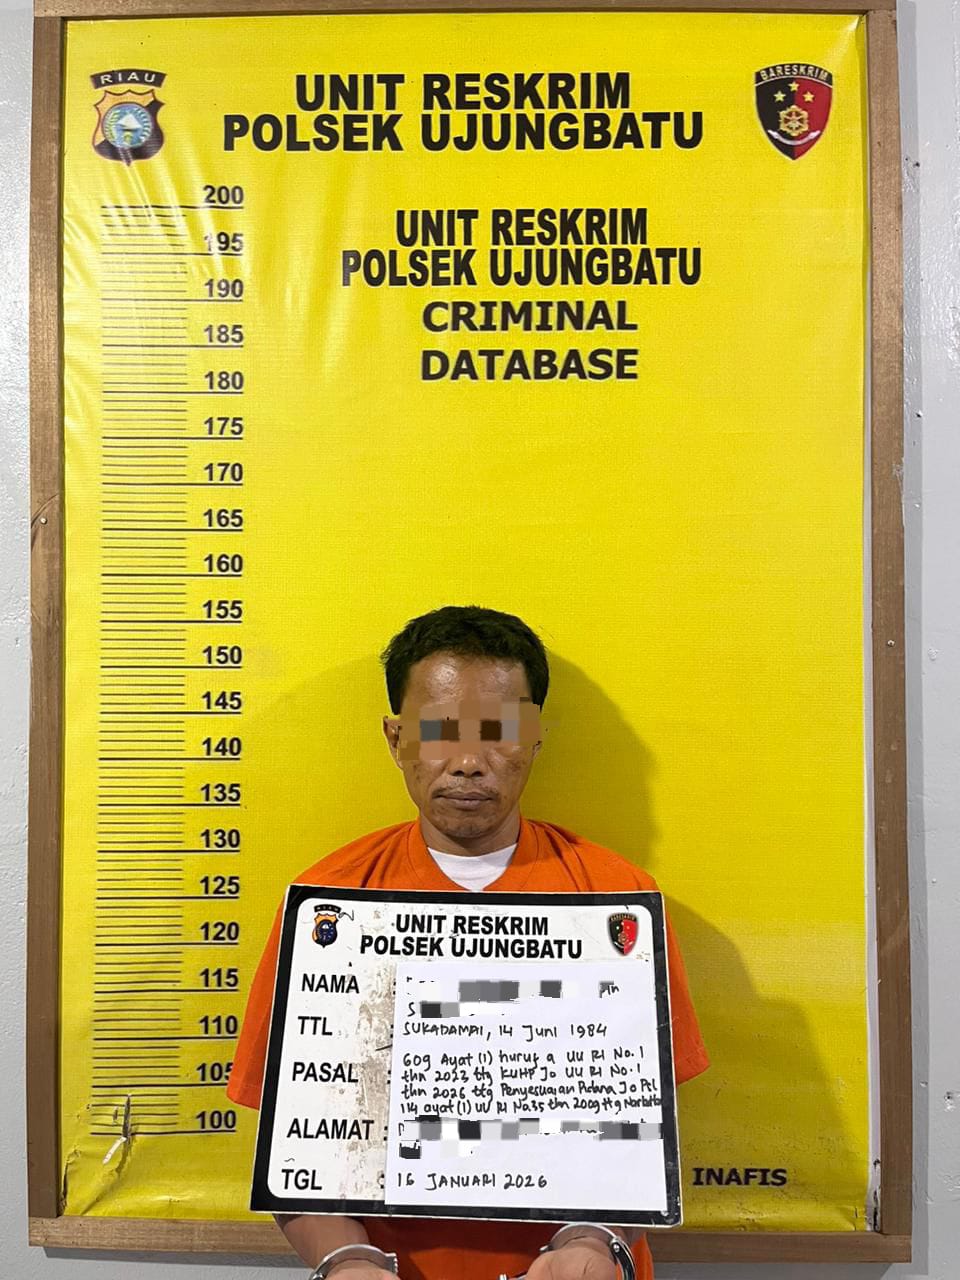 RIAU
BARESKRIM
UNIT RESKRIM
POLSEK UJUNGBATU
UNIT RESKRIM
POLSEK UJUNGBATU
CRIMINAL
DATABASE
200
195
190
185
180
175
170
165
160
155
150
145
140
135
130
125
120
115
110
105
100
RIAU
BARESKRIM
UNIT RESKRIM
POLSEK UJUNGBATU
NAMA :
TTL : SUKADAMAI, 14 Juni 1984
PASAL : 609 Ayat (1) huruf a UU RI No. 1
thn 2023 ttg KUHP Jo UU RI No. 1
thn 2026 ttg Penyesuaian Pidana Jo Psl
114 ayat (1) UU RI No. 35 thn 2009 ttg
ALAMAT :
TGL : 16 JANUARI 2026
INAFIS